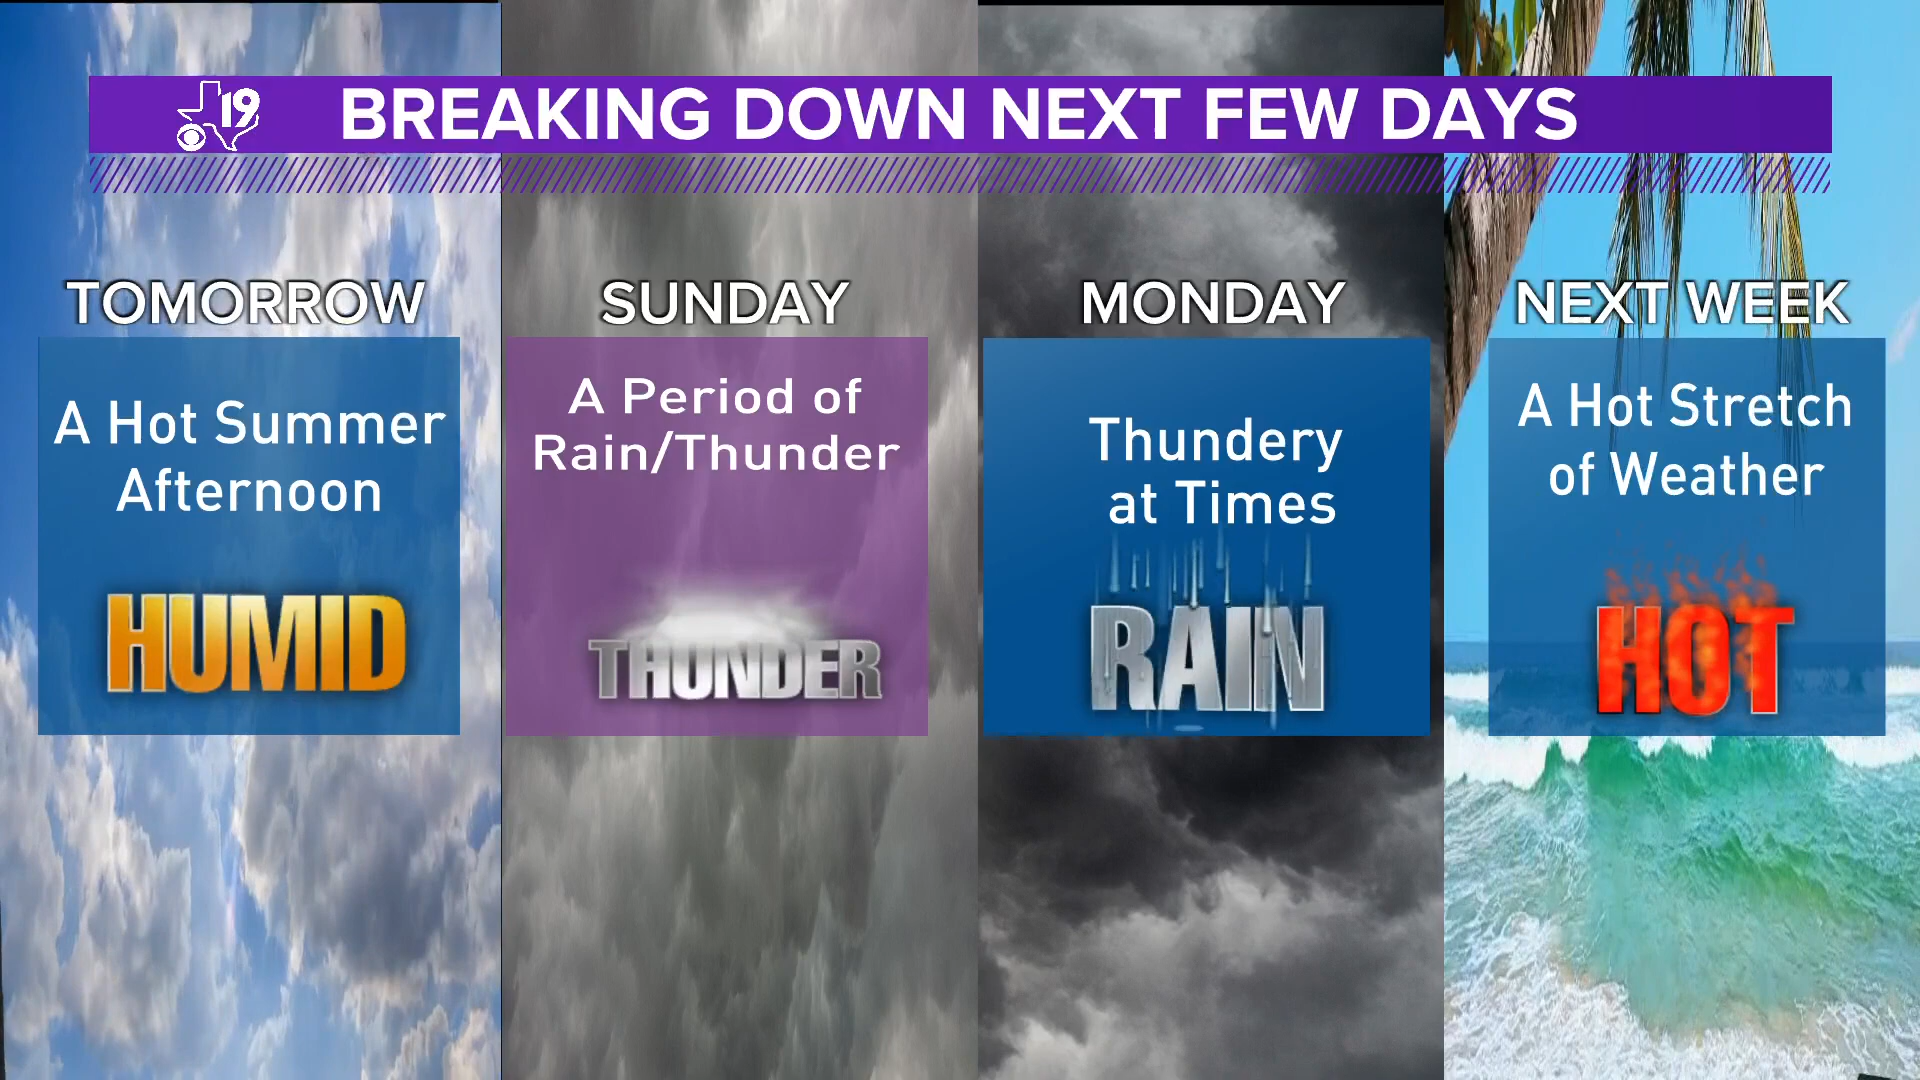 19
BREAKING DOWN NEXT FEW DAYS
TOMORROW
A Hot Summer
Afternoon
HUMID
SUNDAY
A Period of
Rain/Thunder
THUNDER
MONDAY
Thundery
at Times
RAIN
NEXT WEEK
A Hot Stretch
of Weather
HOT